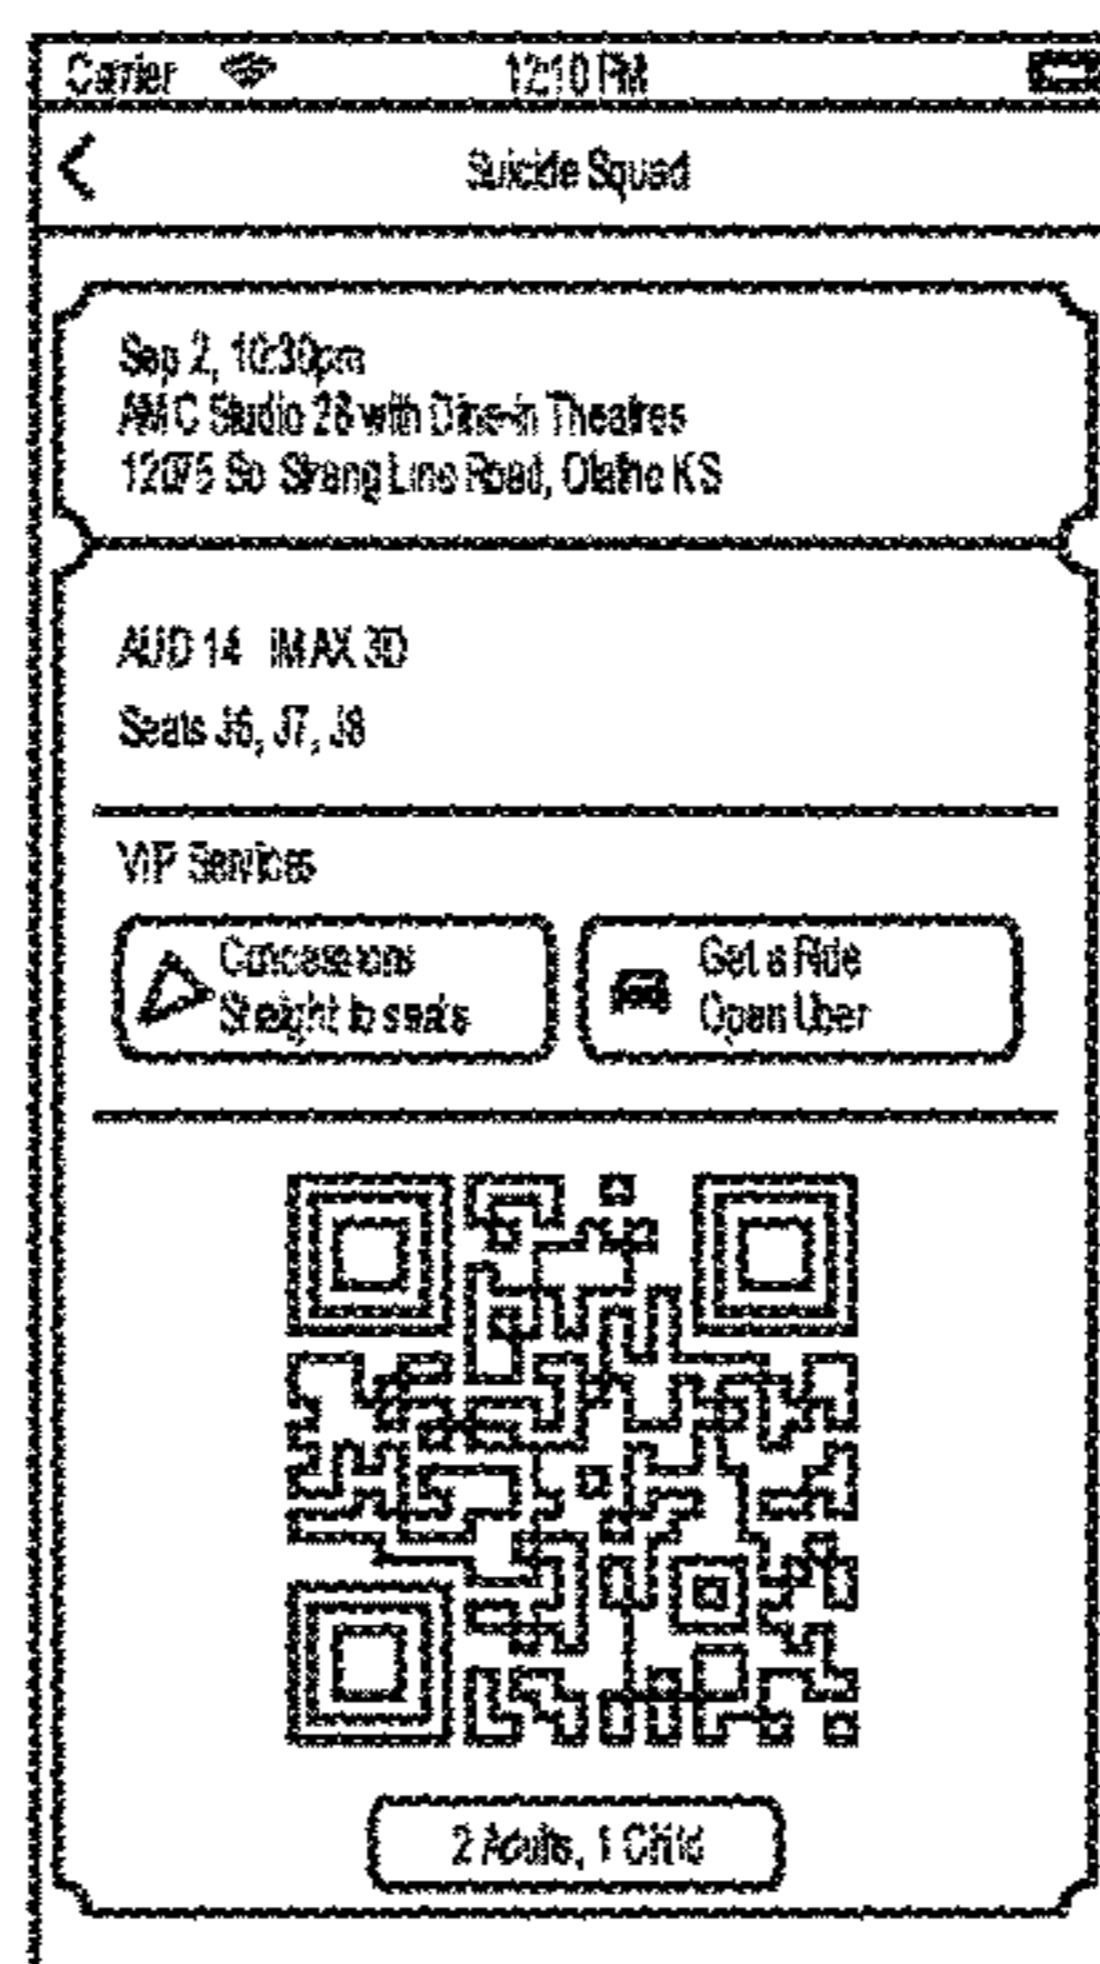 Carrier 12:10 PM
Suicide Squad
Sep 2, 10:30pm
AMC Studio 28 with Dine-in Theatres
12075 So Strang Line Road, Olathe KS
AUD 14 IMAX 3D
Seats J6, J7, J8
VIP Services
Concessions
Straight to seats
Get a Ride
Open Uber
2 Adults, 1 Child